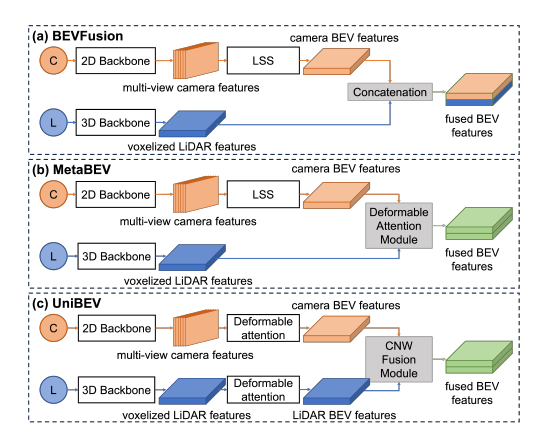 (a) BEVFusion
camera BEV features
C
2D Backbone
LSS
multi-view camera features
Concatenation
L
3D Backbone
fused BEV
features
voxelized LiDAR features
(b) MetaBEV
camera BEV features
C
2D Backbone
LSS
multi-view camera features
Deformable
Attention
Module
L
3D Backbone
fused BEV
features
voxelized LiDAR features
(c) UniBEV
camera BEV features
C
2D Backbone
Deformable
attention
multi-view camera features
CNW
Fusion
Module
L
3D Backbone
Deformable
attention
fused BEV
features
voxelized LiDAR features
LiDAR BEV features